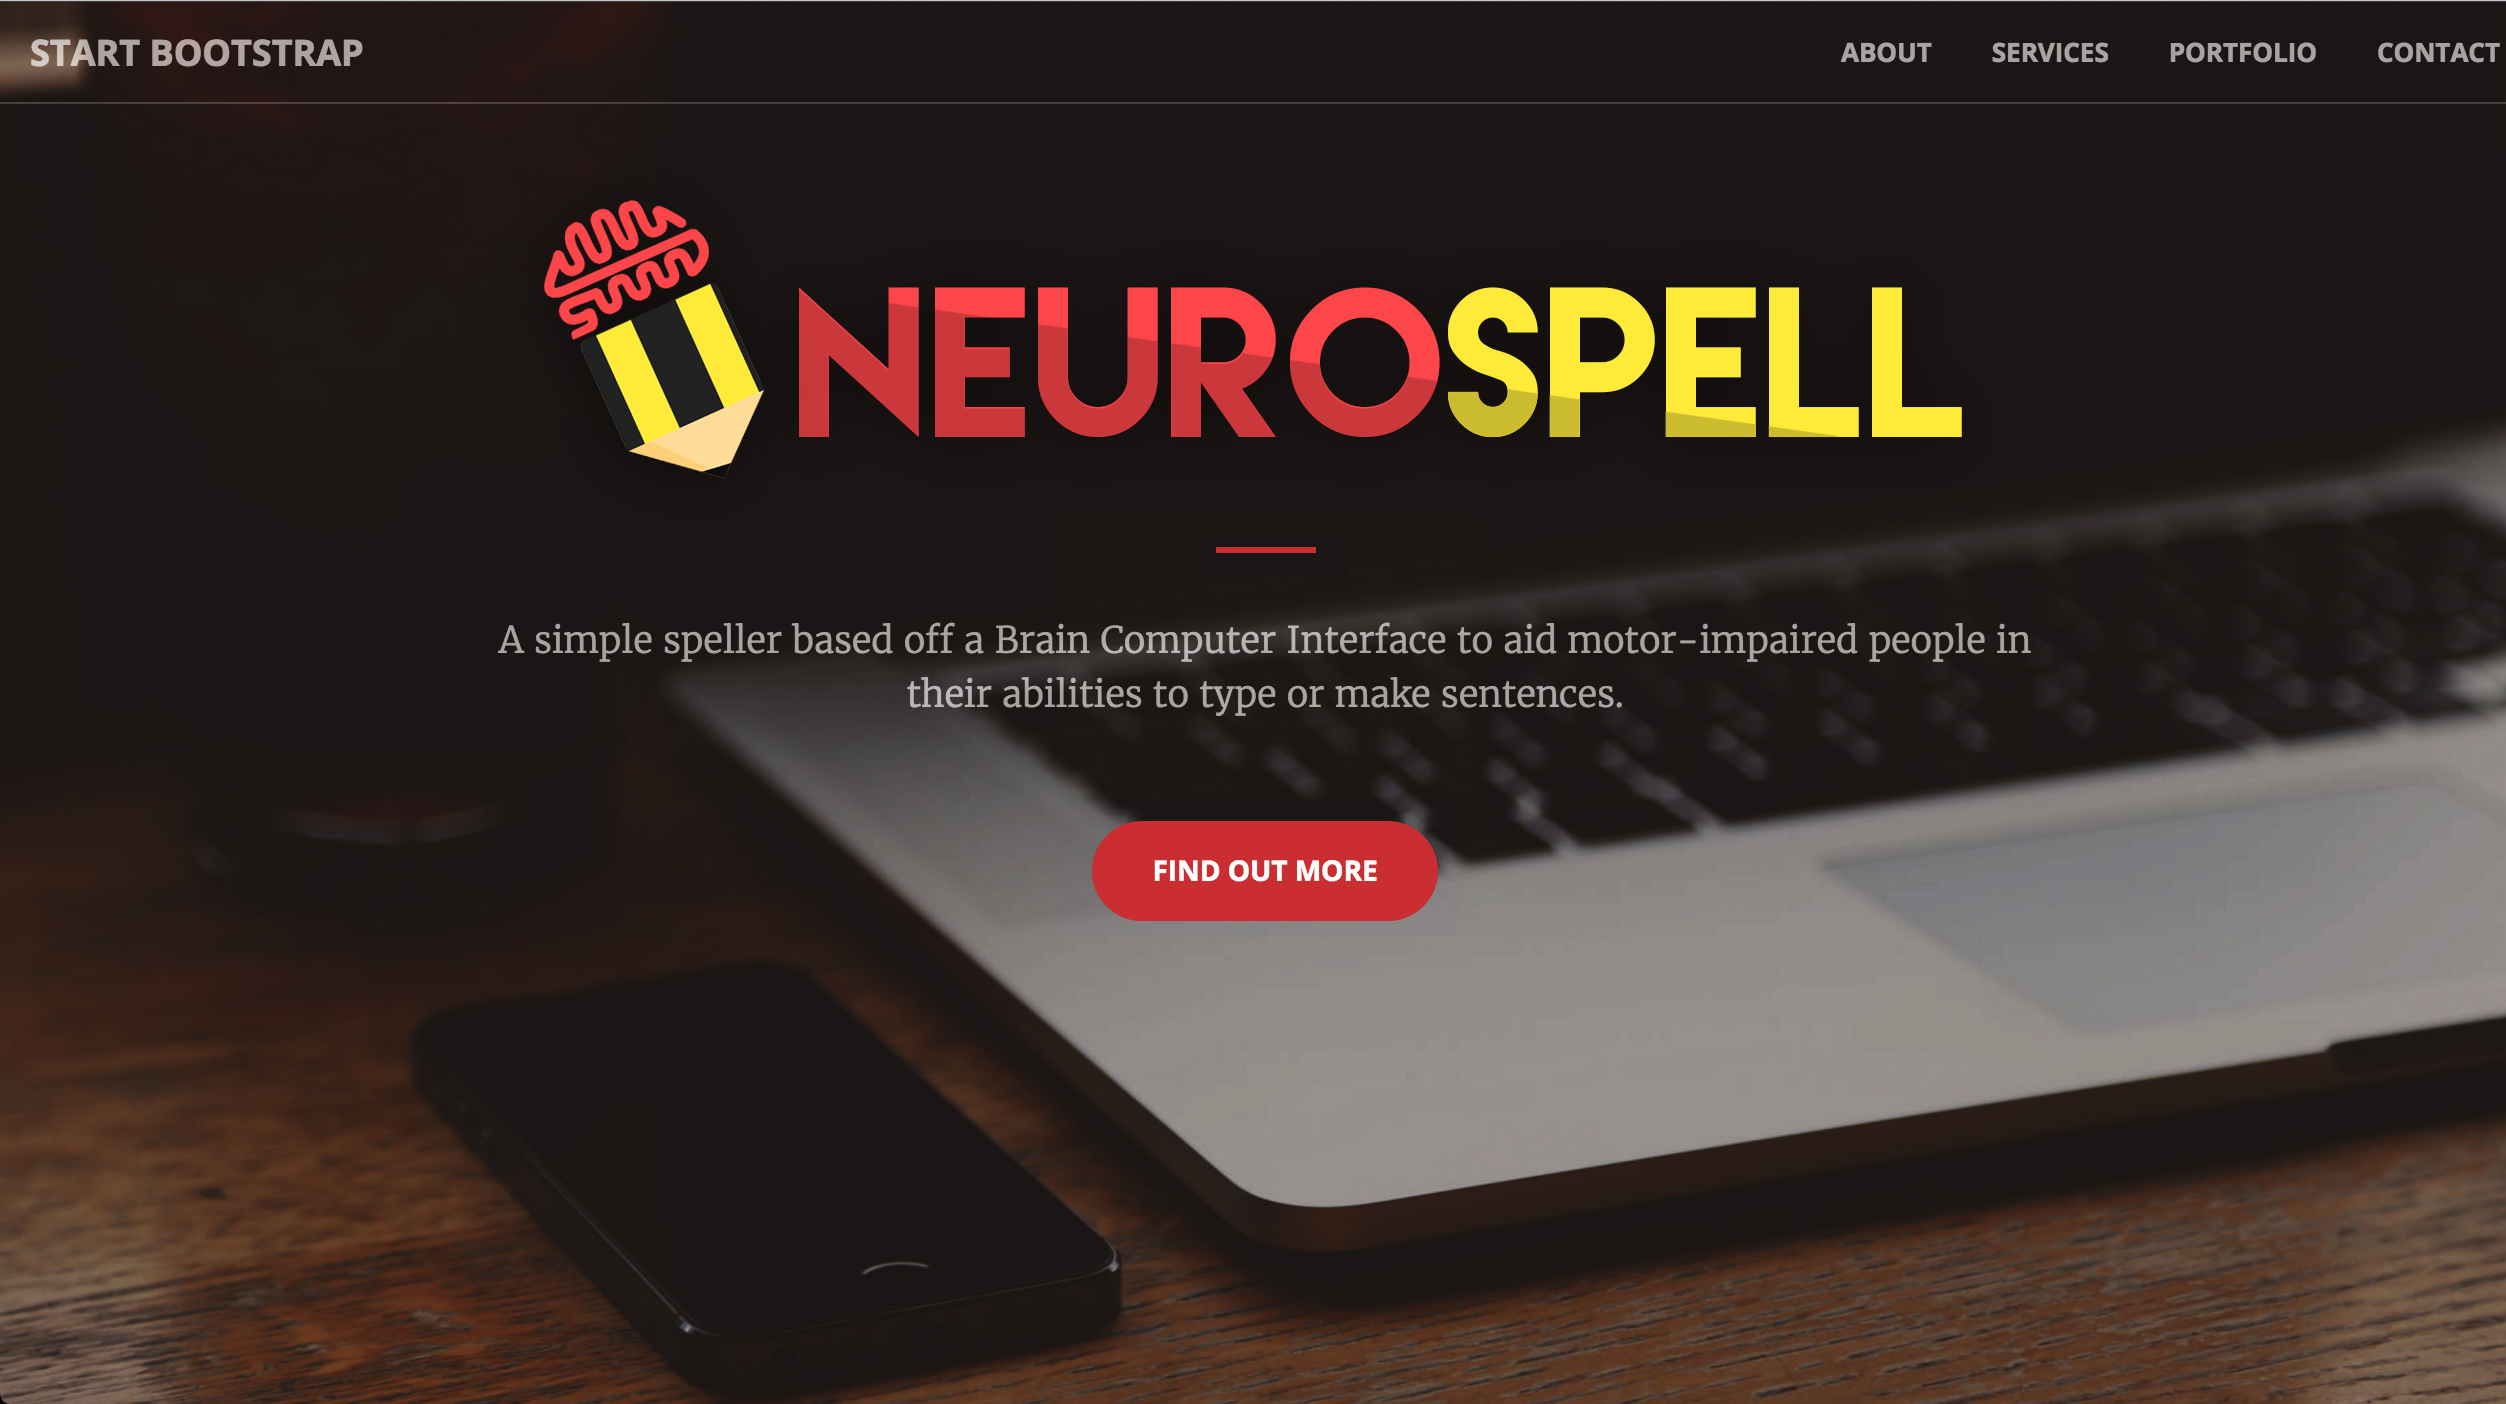 START BOOTSTRAP
ABOUT SERVICES PORTFOLIO CONTACT
NEUROSPELL
A simple speller based off a Brain Computer Interface to aid motor-impaired people in
their abilities to type or make sentences.
FIND OUT MORE